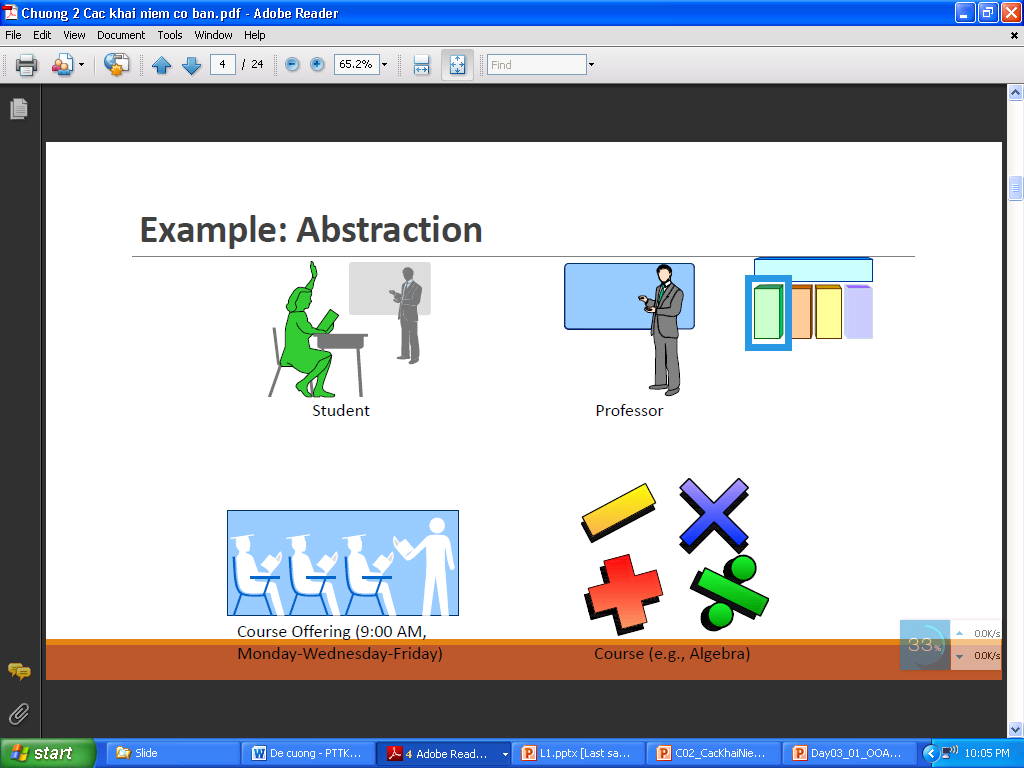 Chuong 2 Cac khai niem co ban.pdf - Adobe Reader
File Edit View Document Tools Window Help
4 / 24 65.2% Find
Example: Abstraction
Student
Professor
Course Offering (9:00 AM,
Monday-Wednesday-Friday)
Course (e.g., Algebra)
33%
0.0K/s
0.0K/s
start Slide De cuong - PTTK... 4 Adobe Read... L1.pptx [Last sa... C02_CacKhaiNie... Day03_01_OOA... 10:05 PM